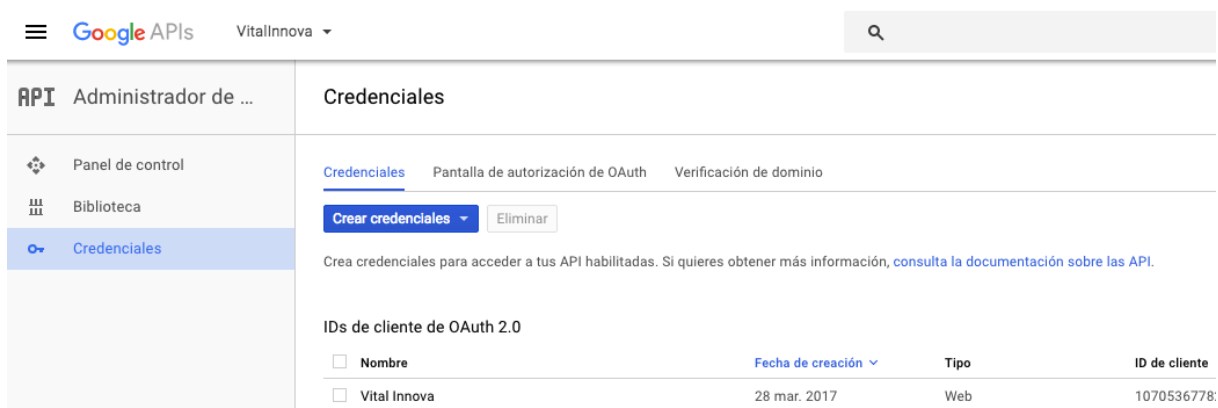 Google APIs VitalInnova
API Administrador de ...
Credenciales
Panel de control
Biblioteca
Credenciales
Credenciales Pantalla de autorización de OAuth Verificación de dominio
Crear credenciales Eliminar
Crea credenciales para acceder a tus API habilitadas. Si quieres obtener más información, consulta la documentación sobre las API.
IDs de cliente de OAuth 2.0
Nombre Fecha de creación Tipo ID de cliente
Vital Innova 28 mar. 2017 Web 1070536778